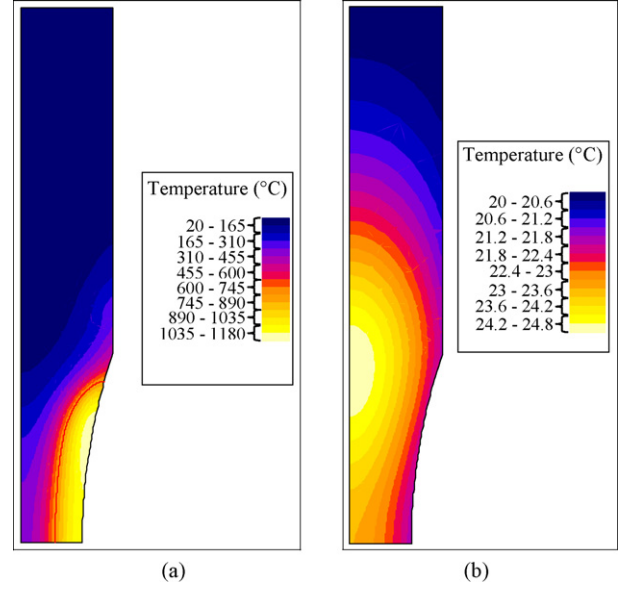 Temperature (°C)
20 - 165
165 - 310
310 - 455
455 - 600
600 - 745
745 - 890
890 - 1035
1035 - 1180
(a)
Temperature (°C)
20 - 20.6
20.6 - 21.2
21.2 - 21.8
21.8 - 22.4
22.4 - 23
23 - 23.6
23.6 - 24.2
24.2 - 24.8
(b)